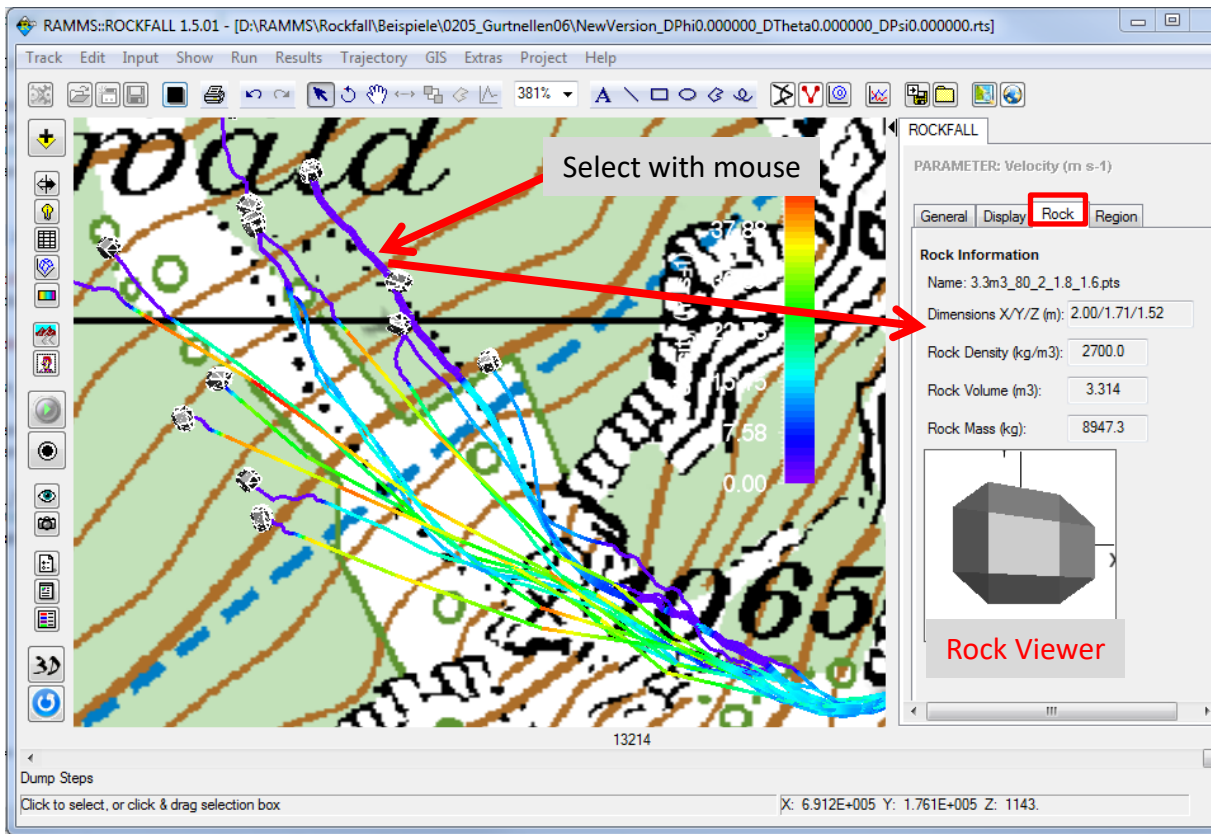 RAMMS::ROCKFALL 1.5.01 - [D:\RAMMS\Rockfall\Beispiele\0205_Gurtnellen06\NewVersion_DPhi0.000000_DTheta0.000000_DPsi0.000000.rts]
Track Edit Input Show Run Results Trajectory GIS Extras Project Help
381%
ROCKFALL
PARAMETER: Velocity (m s-1)
General Display Rock Region
Rock Information
Name: 3.3m3_80_2_1.8_1.6.pts
Dimensions X/Y/Z (m): 2.00/1.71/1.52
Rock Density (kg/m3): 2700.0
Rock Volume (m3): 3.314
Rock Mass (kg): 8947.3
X
Rock Viewer
Select with mouse
wald
37.88
15.15
7.58
0.00
1065
3D
13214
Dump Steps
Click to select, or click & drag selection box
X: 6.912E+005 Y: 1.761E+005 Z: 1143.